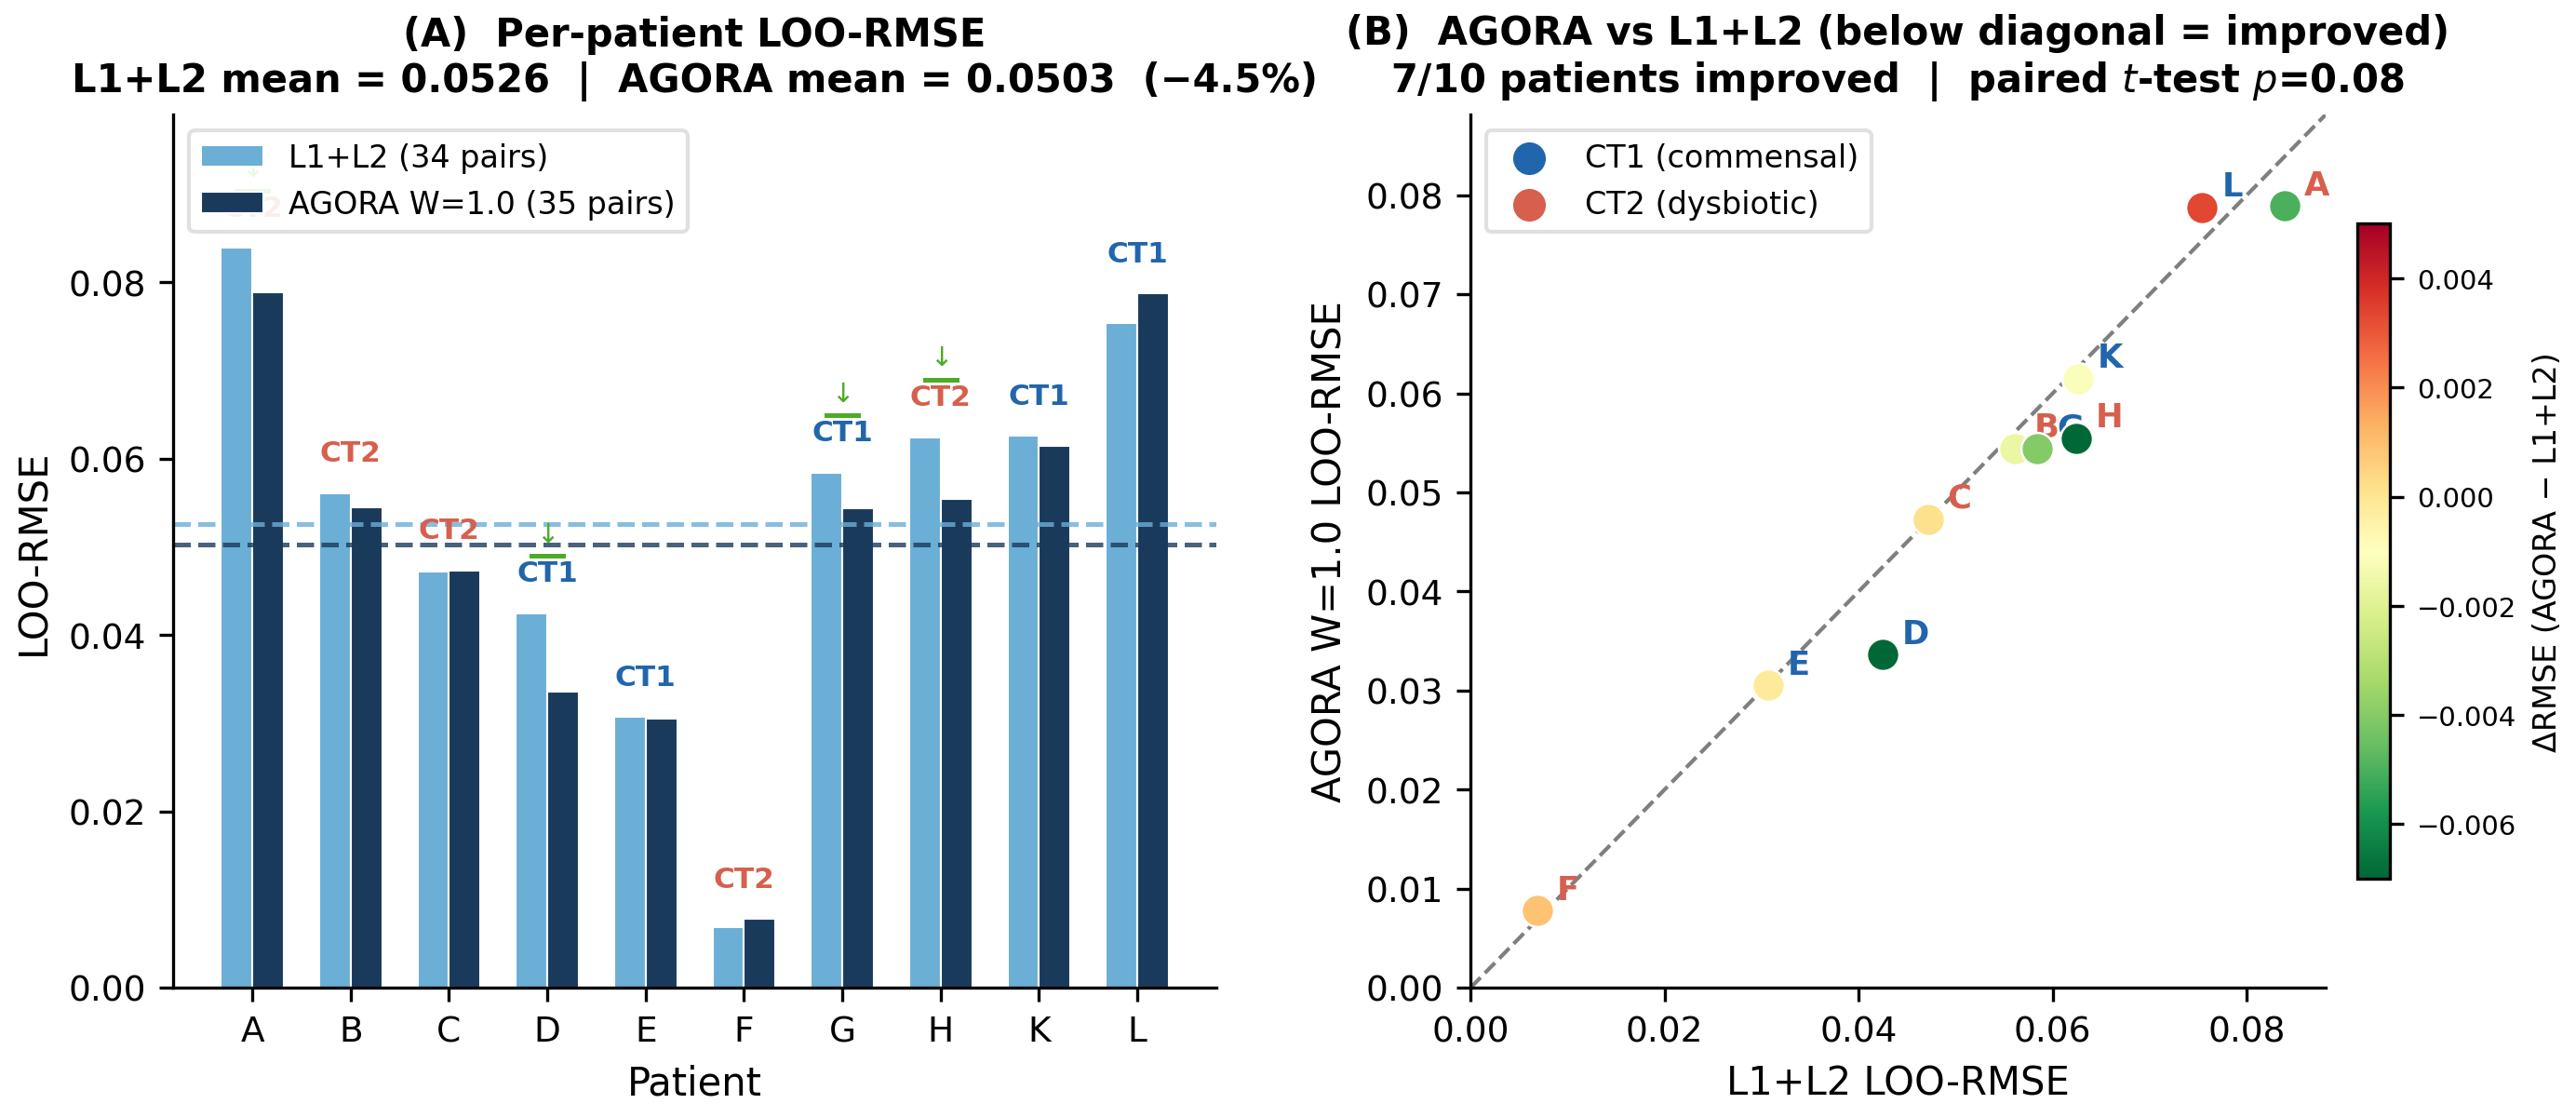 (A) Per-patient LOO-RMSE
L1+L2 mean = 0.0526 | AGORA mean = 0.0503 (−4.5%)
L1+L2 (34 pairs)
AGORA W=1.0 (35 pairs)
↓
CT2
CT2
CT2
↓
CT1
CT1
CT2
↓
CT1
↓
CT2
CT1
CT1
LOO-RMSE
0.08
0.06
0.04
0.02
0.00
A B C D E F G H K L
Patient
(B) AGORA vs L1+L2 (below diagonal = improved)
7/10 patients improved | paired t-test p=0.08
CT1 (commensal)
CT2 (dysbiotic)
L
A
K
B
G
H
C
D
E
F
AGORA W=1.0 LOO-RMSE
0.08
0.07
0.06
0.05
0.04
0.03
0.02
0.01
0.00
0.00 0.02 0.04 0.06 0.08
L1+L2 LOO-RMSE
0.004
0.002
0.000
−0.002
−0.004
−0.006
ΔRMSE (AGORA − L1+L2)